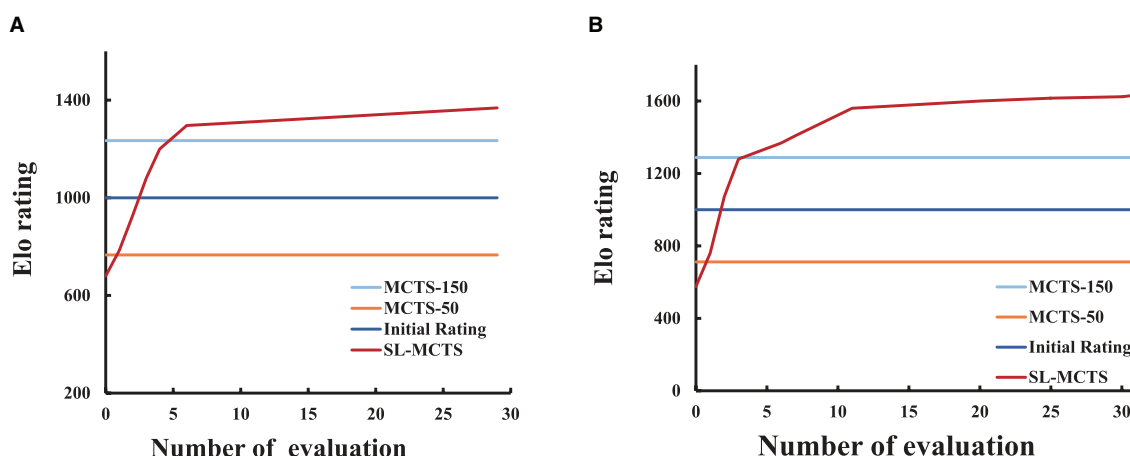 A
Elo rating
1400
1000
600
200
MCTS-150
MCTS-50
Initial Rating
SL-MCTS
0 5 10 15 20 25 30
Number of evaluation
B
Elo rating
1600
1200
800
400
0
MCTS-150
MCTS-50
Initial Rating
SL-MCTS
0 5 10 15 20 25 30
Number of evaluation